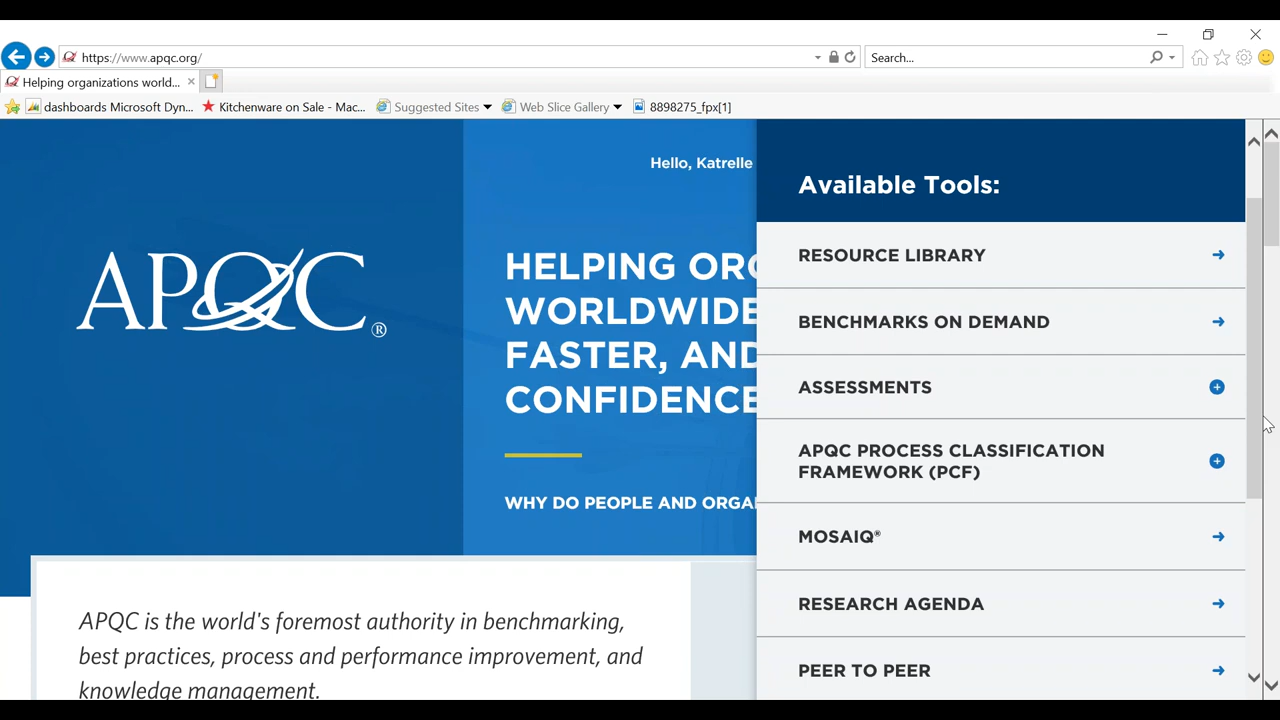 https://www.apqc.org/
Search...
Helping organizations world...
dashboards Microsoft Dyn...
Kitchenware on Sale - Mac...
Suggested Sites
Web Slice Gallery
8898275_fpx[1]
Hello, Katrelle
APQC®
HELPING ORG
WORLDWIDE
FASTER, AND
CONFIDENCE
WHY DO PEOPLE AND ORGA
APQC is the world's foremost authority in benchmarking,
best practices, process and performance improvement, and
knowledge management.
Available Tools:
RESOURCE LIBRARY
BENCHMARKS ON DEMAND
ASSESSMENTS
APQC PROCESS CLASSIFICATION
FRAMEWORK (PCF)
MOSAIQ®
RESEARCH AGENDA
PEER TO PEER